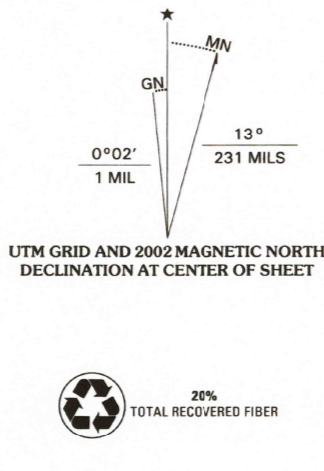 ★
MN
GN
0°02'
1 MIL
13°
231 MILS
UTM GRID AND 2002 MAGNETIC NORTH
DECLINATION AT CENTER OF SHEET
20%
TOTAL RECOVERED FIBER